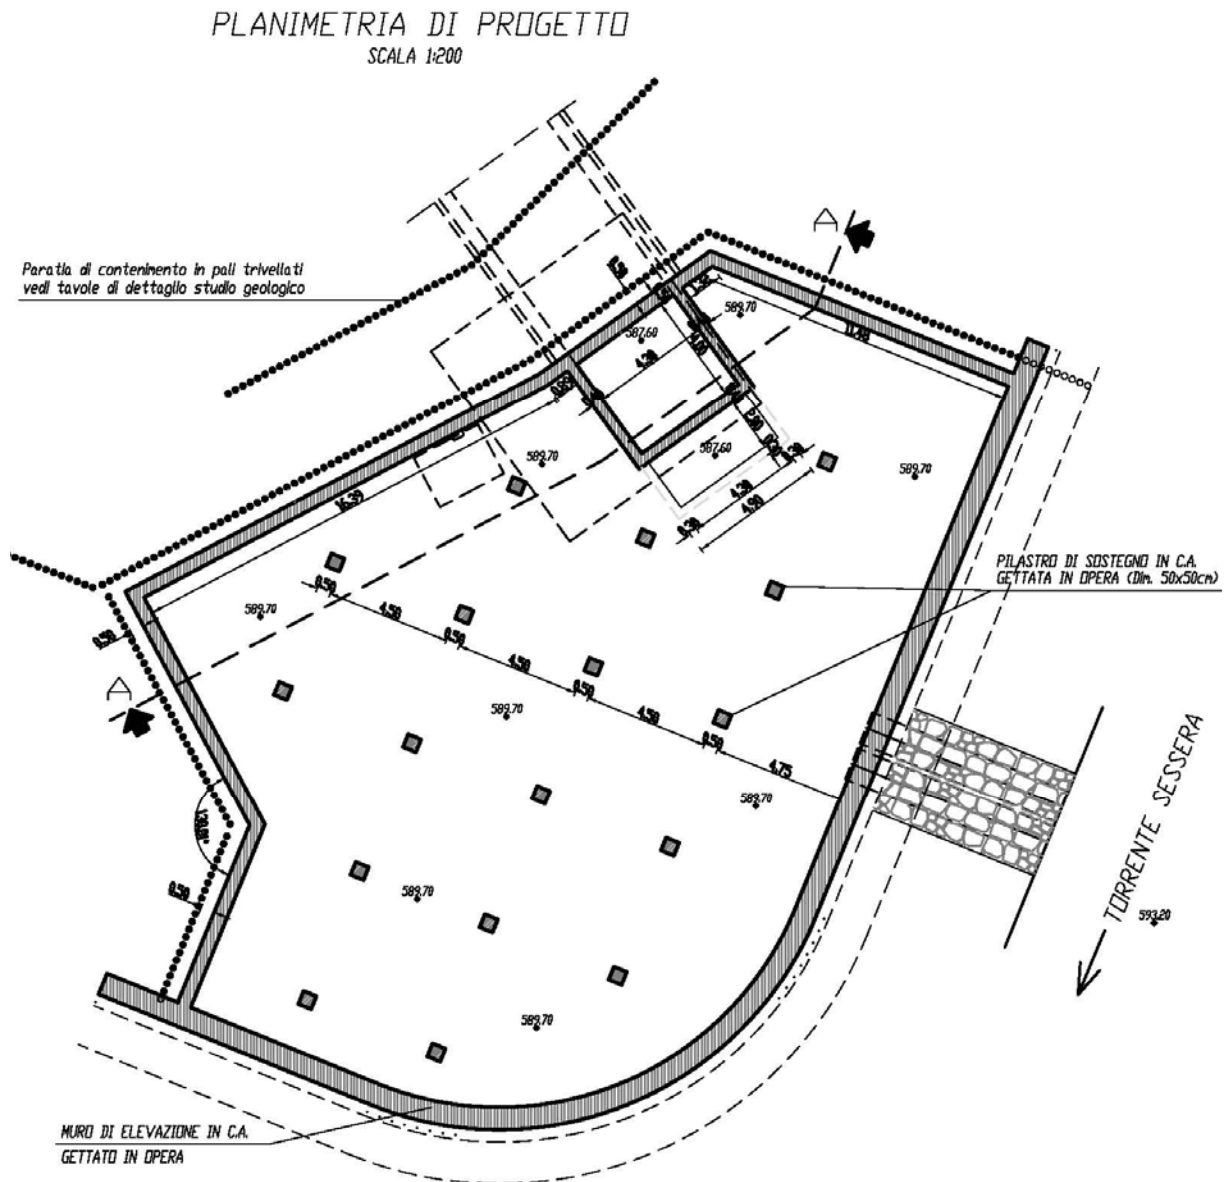 PLANIMETRIA DI PROGETTO
SCALA 1:200
A
Paratia di contenimento in pali trivellati
vedi tavole di dettaglio studio geologico
587.60
589.70
4.30
589.70
587.60
589.70
16.39
0.30
4.30
4.90
PILASTRO DI SOSTEGNO IN C.A.
GETTATA IN OPERA (Dim. 50x50cm)
0.50
589.70
4.50
0.50
0.50
4.50
0.50
4.50
0.50
4.75
A
589.70
589.70
TORRENTE SESSERA
0.50
589.70
593.20
589.70
MURO DI ELEVAZIONE IN C.A.
GETTATO IN OPERA